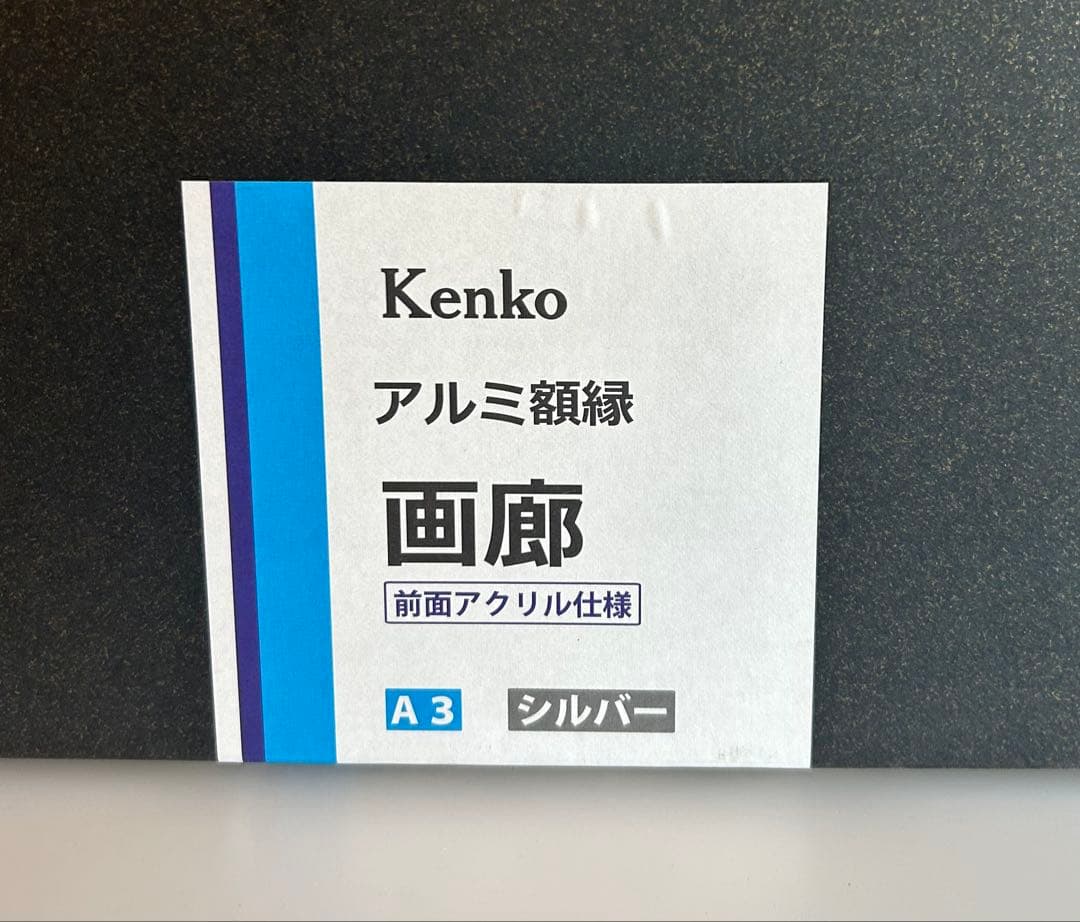 Kenko
アルミ額縁
画廊
前面アクリル仕様
A3 シルバー